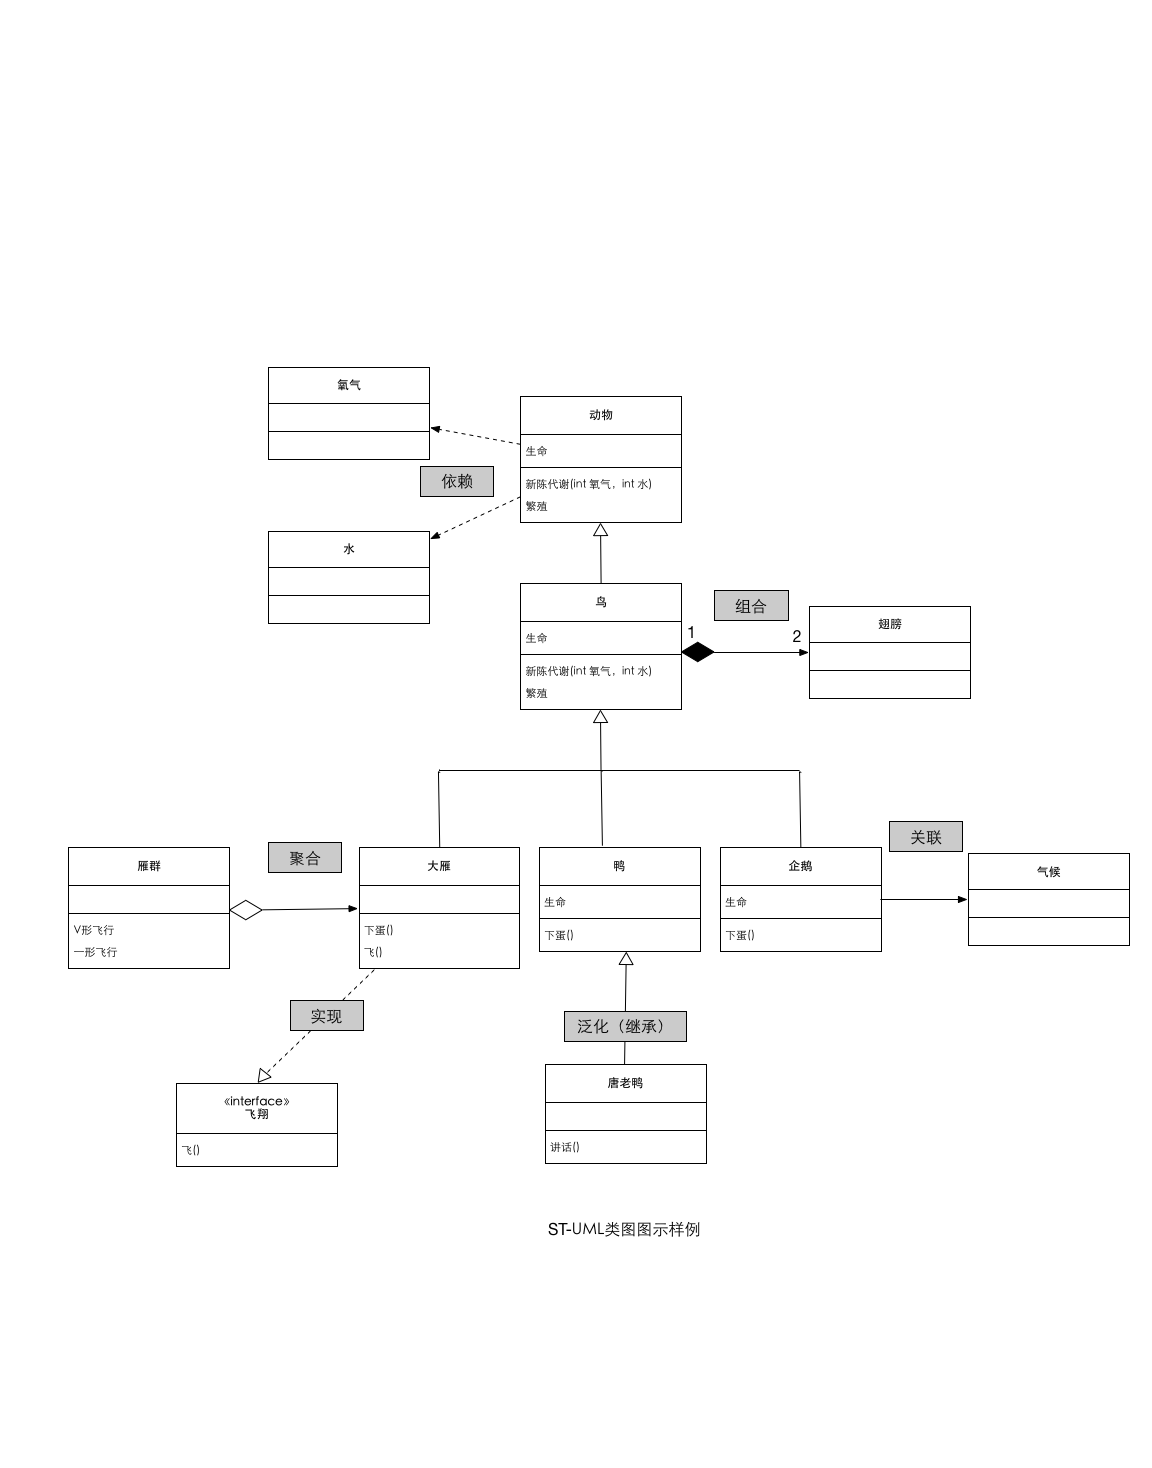 氧气
动物
生命
新陈代谢(int 氧气，int 水)
繁殖
依赖
水
鸟
生命
新陈代谢(int 氧气，int 水)
繁殖
组合
1
2
翅膀
雁群
V形飞行
一形飞行
聚合
大雁
下蛋()
飞()
鸭
生命
下蛋()
企鹅
生命
下蛋()
关联
气候
实现
«interface»
飞翔
飞()
泛化（继承）
唐老鸭
讲话()
ST-UML类图图示样例